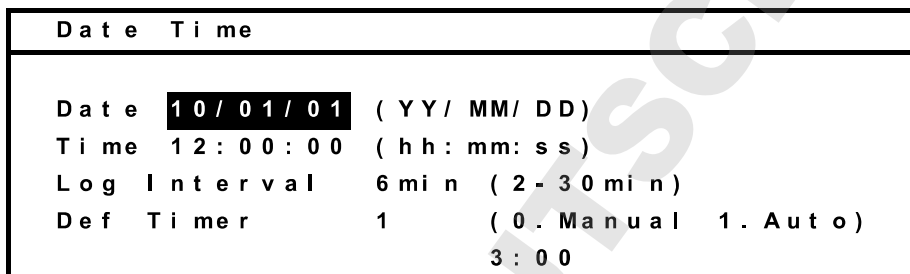 Date Time
Date 10/01/01 (YY/MM/DD)
Time 12:00:00 (hh:mm:ss)
Log Interval 6min (2-30min)
Def Timer 1 (0.Manual 1.Auto)
3:00